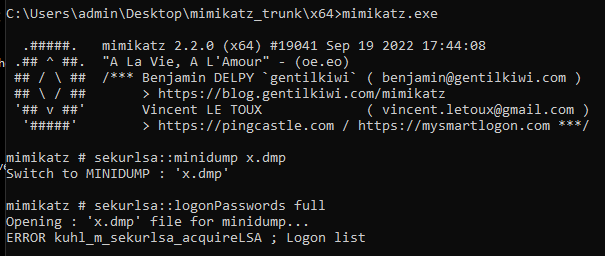 C:\Users\admin\Desktop\mimikatz_trunk\x64>mimikatz.exe
.#####. mimikatz 2.2.0 (x64) #19041 Sep 19 2022 17:44:08
.## ^ ##. "A La Vie, A L'Amour" - (oe.eo)
## / \ ## /*** Benjamin DELPY `gentilkiwi` ( benjamin@gentilkiwi.com )
## \ / ## > https://blog.gentilkiwi.com/mimikatz
'## v ##' Vincent LE TOUX ( vincent.letoux@gmail.com )
'#####' > https://pingcastle.com / https://mysmartlogon.com ***/
mimikatz # sekurlsa::minidump x.dmp
Switch to MINIDUMP : 'x.dmp'
mimikatz # sekurlsa::logonPasswords full
Opening : 'x.dmp' file for minidump...
ERROR kuhl_m_sekurlsa_acquireLSA ; Logon list